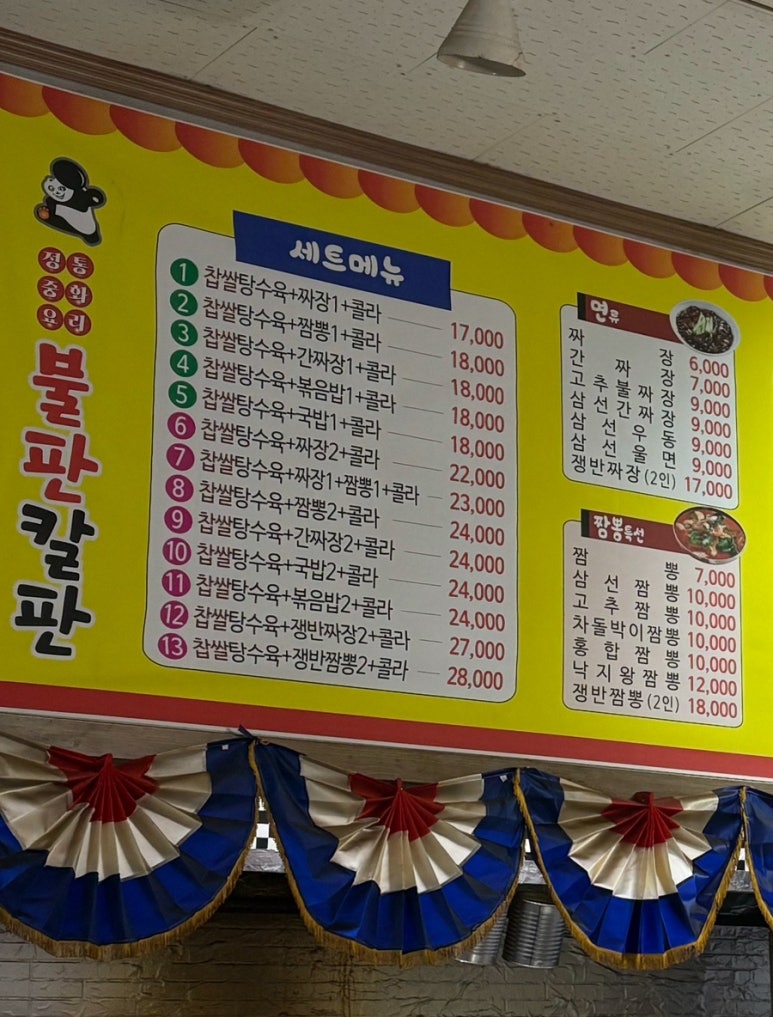 정통
중화
요리
불판칼판
세트메뉴
1 찹쌀탕수육+짜장1+콜라 17,000
2 찹쌀탕수육+짬뽕1+콜라 18,000
3 찹쌀탕수육+간짜장1+콜라 18,000
4 찹쌀탕수육+볶음밥1+콜라 18,000
5 찹쌀탕수육+국밥1+콜라 18,000
6 찹쌀탕수육+짜장2+콜라 22,000
7 찹쌀탕수육+짜장1+짬뽕1+콜라 23,000
8 찹쌀탕수육+짬뽕2+콜라 24,000
9 찹쌀탕수육+간짜장2+콜라 24,000
10 찹쌀탕수육+국밥2+콜라 24,000
11 찹쌀탕수육+볶음밥2+콜라 24,000
12 찹쌀탕수육+쟁반짜장2+콜라 27,000
13 찹쌀탕수육+쟁반짬뽕2+콜라 28,000
면류
짜장 6,000
간짜장 7,000
고추불짜장 9,000
삼선간짜장 9,000
삼선우동 9,000
삼선울면 9,000
쟁반짜장(2인) 17,000
짬뽕특선
짬뽕 7,000
삼선짬뽕 10,000
고추짬뽕 10,000
차돌박이짬뽕 10,000
홍합짬뽕 10,000
낙지왕짬뽕 12,000
쟁반짬뽕(2인) 18,000